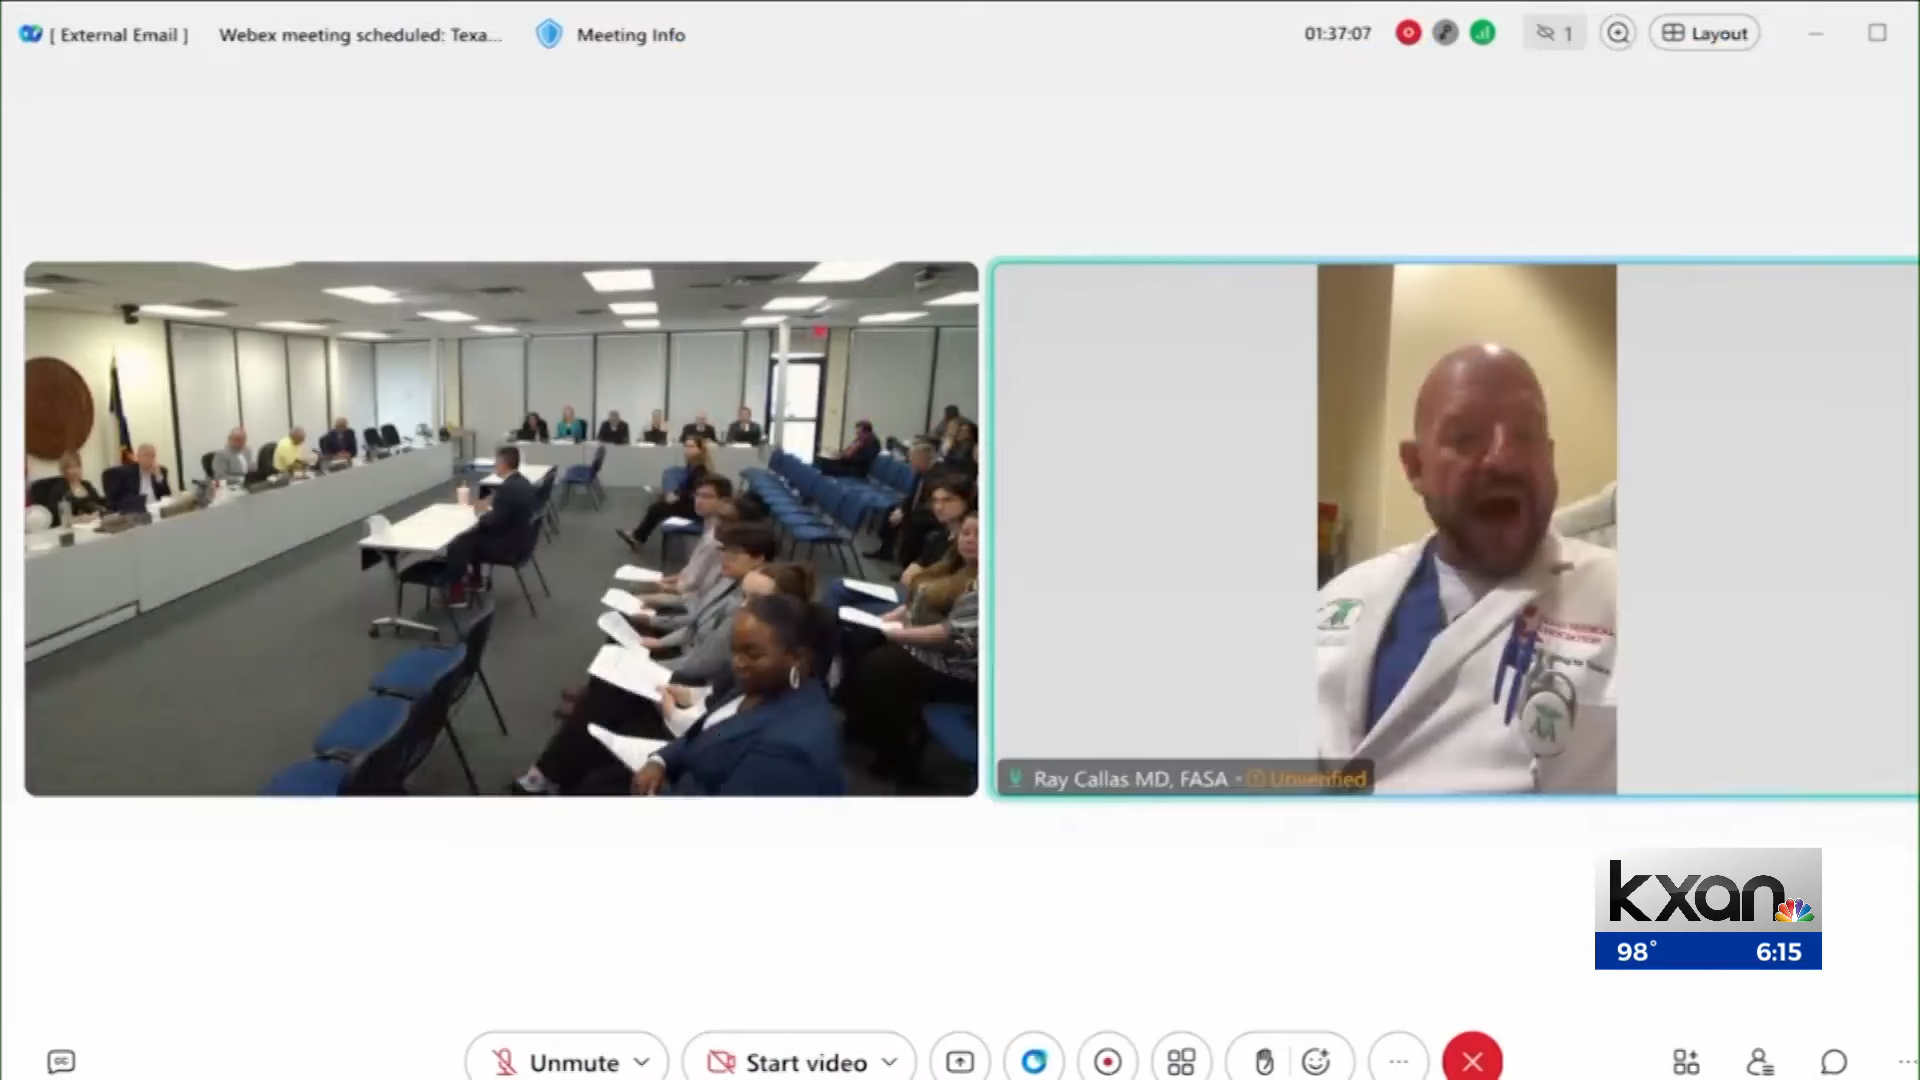 [ External Email ] Webex meeting scheduled: Texa... Meeting Info 01:37:07 1 Layout
Ray Callas MD, FASA • Unverified
kxan
98° 6:15
CC Unmute Start video